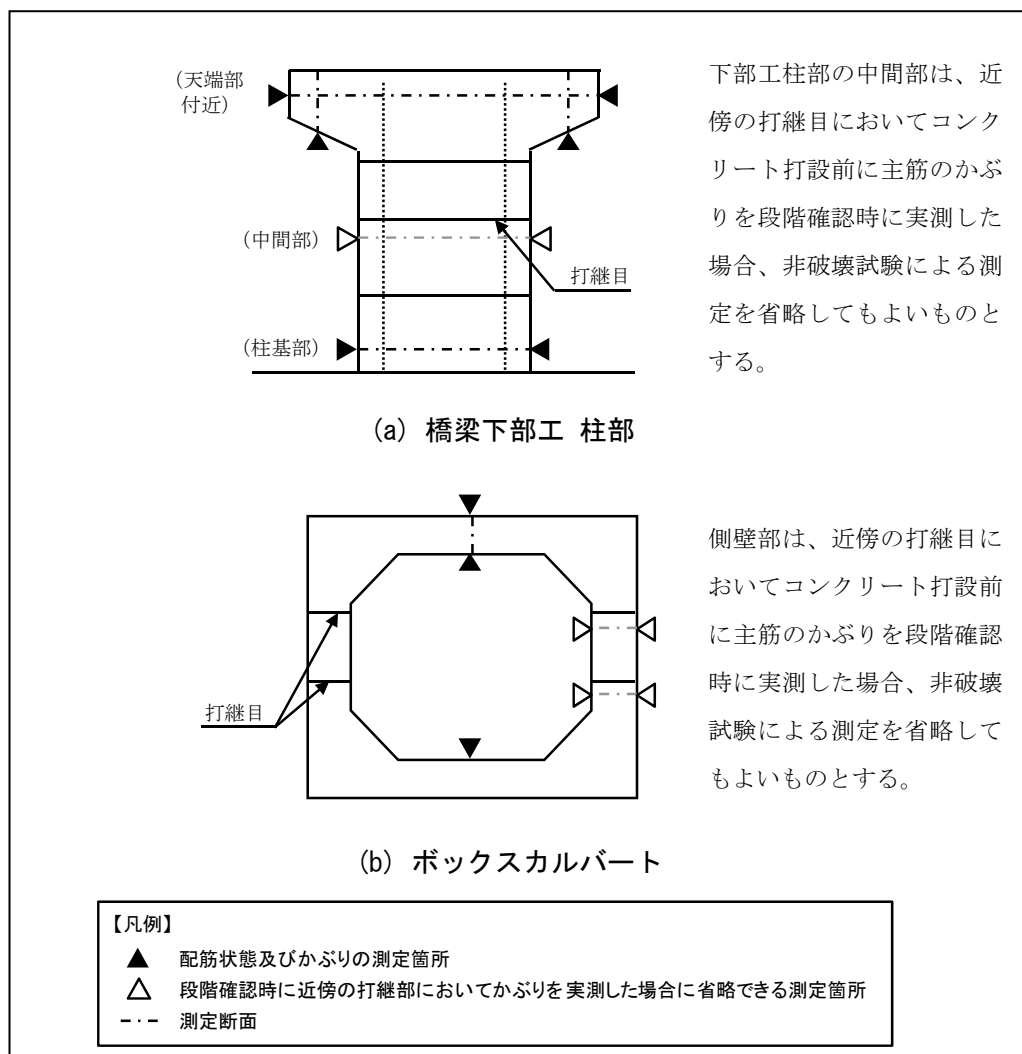 (天端部
付近)
下部工柱部の中間部は、近
傍の打継目においてコンク
リート打設前に主筋のかぶ
りを段階確認時に実測した
場合、非破壊試験による測
定を省略してもよいものと
する。
(中間部)
打継目
(柱基部)
(a) 橋梁下部工 柱部
側壁部は、近傍の打継目に
おいてコンクリート打設前
に主筋のかぶりを段階確認
時に実測した場合、非破壊
試験による測定を省略して
もよいものとする。
打継目
(b) ボックスカルバート
【凡例】
配筋状態及びかぶりの測定箇所
段階確認時に近傍の打継部においてかぶりを実測した場合に省略できる測定箇所
測定断面